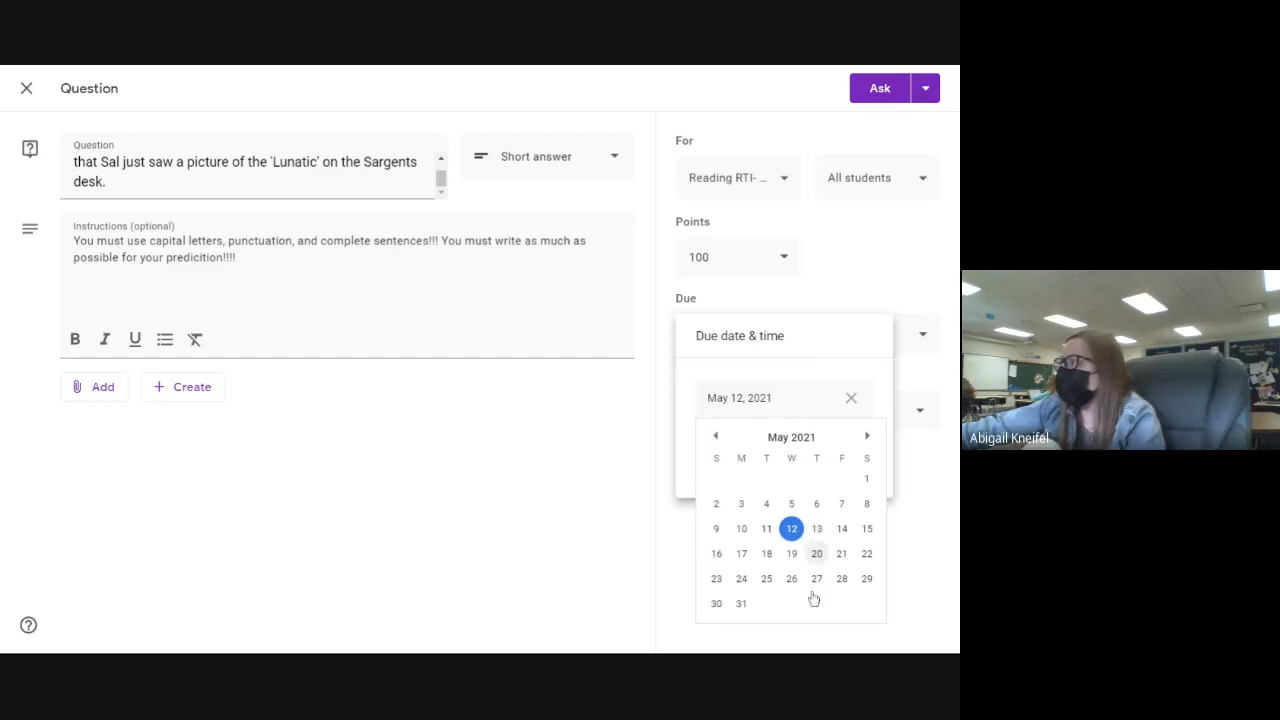 Question
Ask
Question
that Sal just saw a picture of the 'Lunatic' on the Sargents
desk.
Short answer
Instructions (optional)
You must use capital letters, punctuation, and complete sentences!!! You must write as much as
possible for your predicition!!!!
B I U
Add
Create
For
Reading RTI- ...
All students
Points
100
Due
Due date & time
May 12, 2021
May 2021
S M T W T F S
1
2 3 4 5 6 7 8
9 10 11 12 13 14 15
16 17 18 19 20 21 22
23 24 25 26 27 28 29
30 31
Abigail Kneifel